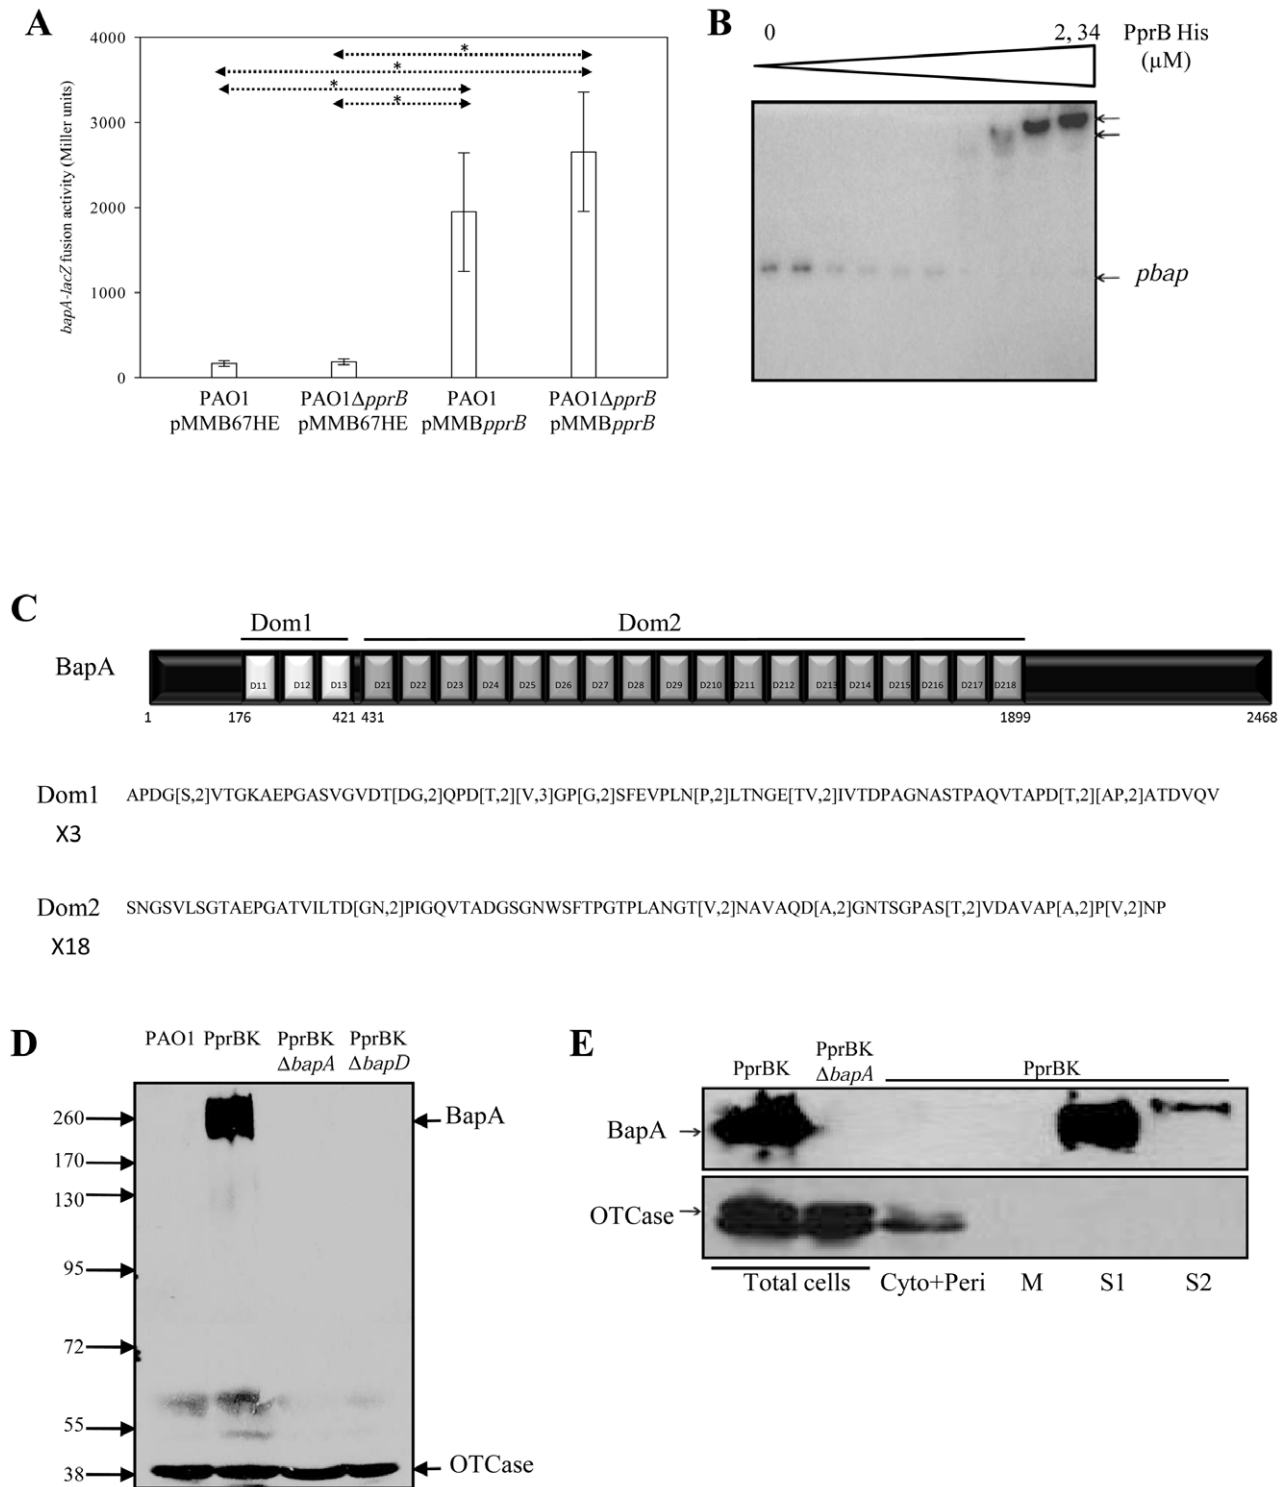 A
4000
3000
2000
1000
0
bapA-lacZ fusion activity (Miller units)
*
*
*
*
PAO1 pMMB67HE
PAO1ΔpprB pMMB67HE
PAO1 pMMBpprB
PAO1ΔpprB pMMBpprB
B
0 2, 34 PprB His
(µM)
pbap
C
Dom1 Dom2
BapA
D11 D12 D13 D21 D22 D23 D24 D25 D26 D27 D28 D29 D210 D211 D212 D213 D214 D215 D216 D217 D218
1 176 421 431 1899 2468
Dom1 APDG[S,2]VTGKAEPGASVGVDT[DG,2]QPD[T,2][V,3]GP[G,2]SFEVPLN[P,2]LTNGE[TV,2]IVTDPAGNASTPAQVTAPD[T,2][AP,2]ATDVQV
X3
Dom2 SNGSVLSGTAEPGATVILTD[GN,2]PIGQVTADGSGNWSFTPGTPLANGT[V,2]NAVAQD[A,2]GNTSGPAS[T,2]VDAVAP[A,2]P[V,2]NP
X18
D
PAO1 PprBK PprBK ΔbapA PprBK ΔbapD
260
170
130
95
72
55
38
BapA
OTCase
E
PprBK PprBK ΔbapA PprBK
BapA
OTCase
Total cells Cyto+Peri M S1 S2